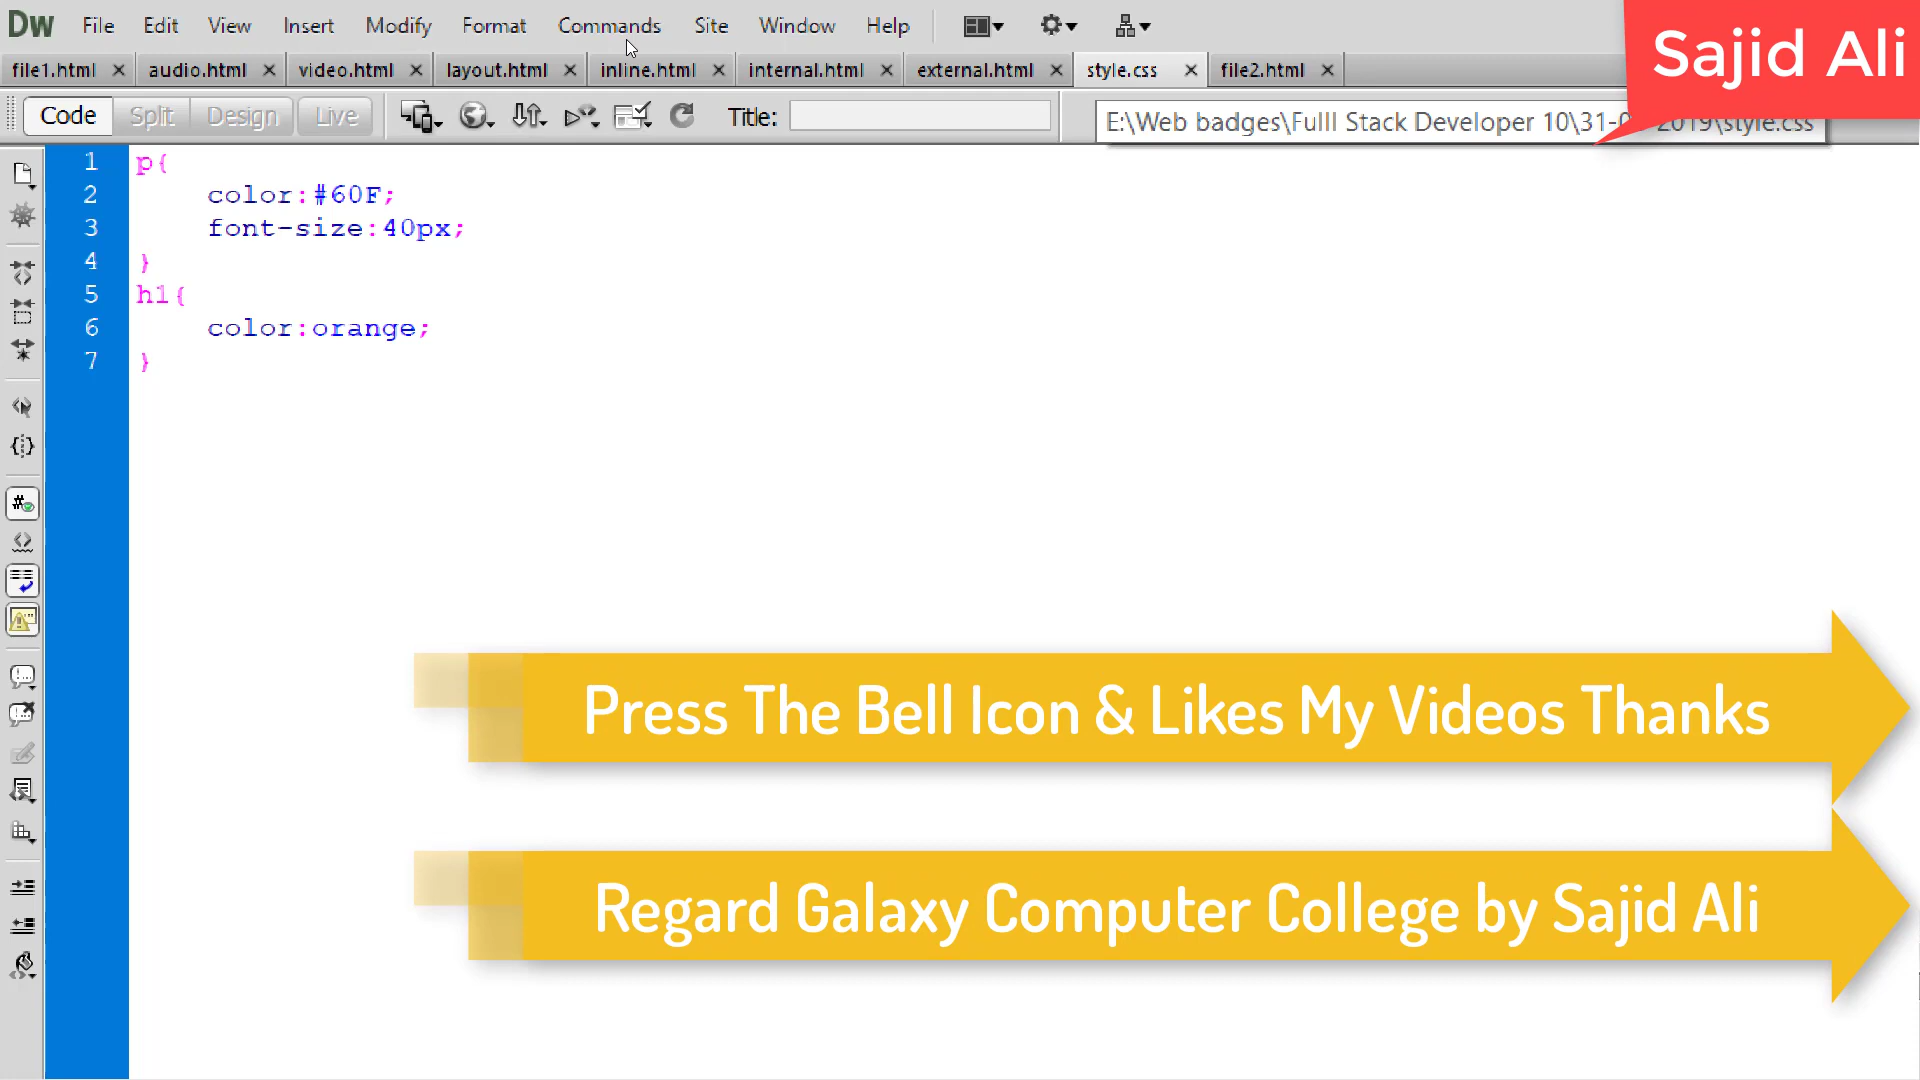 Dw File Edit View Insert Modify Format Commands Site Window Help
Sajid Ali
file1.html audio.html video.html layout.html inline.html internal.html external.html style.css file2.html
Code Split Design Live Title:
E:\Web badges\Fulll Stack Developer 10\31-0 2019\style.css
1 p{
2 color:#60F;
3 font-size:40px;
4 }
5 h1{
6 color:orange;
7 }
Press The Bell Icon & Likes My Videos Thanks
Regard Galaxy Computer College by Sajid Ali